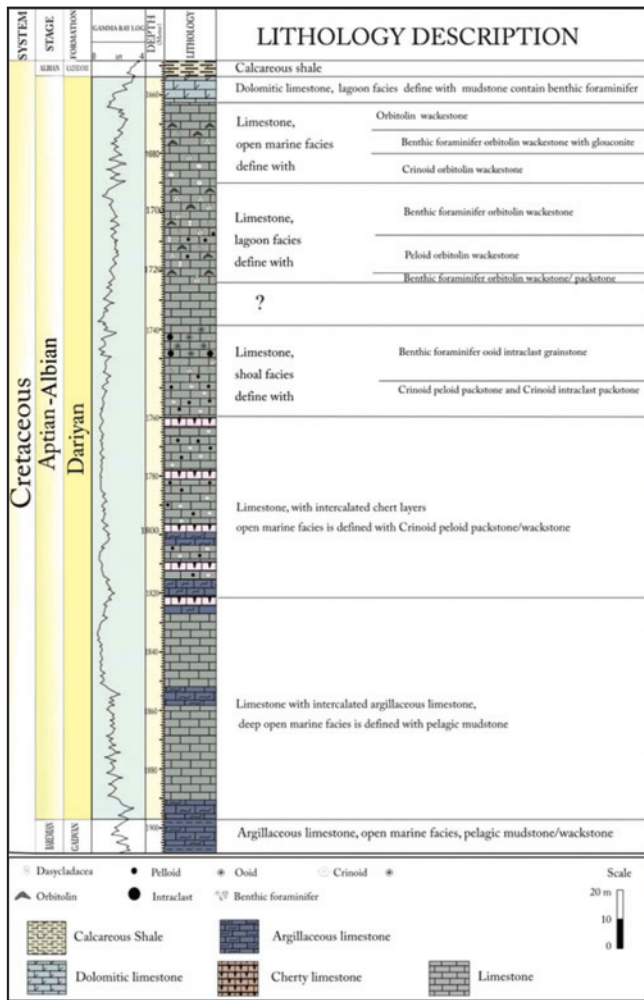 SYSTEM
STAGE
FORMATION
GAMMA RAY LOG
DEPTH
LITHOLOGY
LITHOLOGY DESCRIPTION
ALBIAN
Calcareous shale
Dolomitic limestone, lagoon facies define with mudstone contain benthic foraminifer
1660
Limestone,
open marine facies
define with
Orbitolin wackestone
Benthic foraminifer orbitolin wackestone with glouconite
Crinoid orbitolin wackestone
1680
Limestone,
lagoon facies
define with
Benthic foraminifer orbitolin wackestone
Peloid orbitolin wackestone
Benthic foraminifer orbitolin wackstone/ packstone
1700
1720
?
1740
Limestone,
shoal facies
define with
Benthic foraminifer ooid intraclast grainstone
Crinoid peloid packstone and Crinoid intraclast packstone
1760
Cretaceous
Aptian-Albian
Dariyan
1780
Limestone, with intercalated chert layers
open marine facies is defined with Crinoid peloid packstone/wackstone
1800
1820
1840
Limestone with intercalated argillaceous limestone,
deep open marine facies is defined with pelagic mudstone
1860
1880
GADVAN
1900
Argillaceous limestone, open marine facies, pelagic mudstone/wackstone
Dasycladacea
Pelloid
Ooid
Crinoid
Orbitolin
Intraclast
Benthic foraminifer
Scale
20 m
10
0
Calcareous Shale
Argillaceous limestone
Dolomitic limestone
Cherty limestone
Limestone